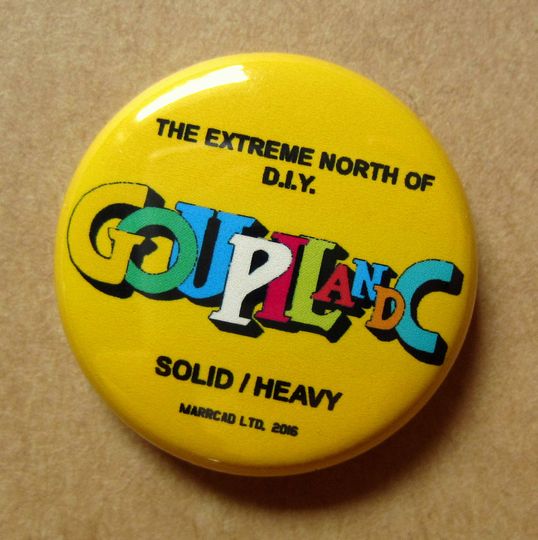 THE EXTREME NORTH OF
D.I.Y.
GOUPILANDC
SOLID / HEAVY
MARRCAD LTD. 2016